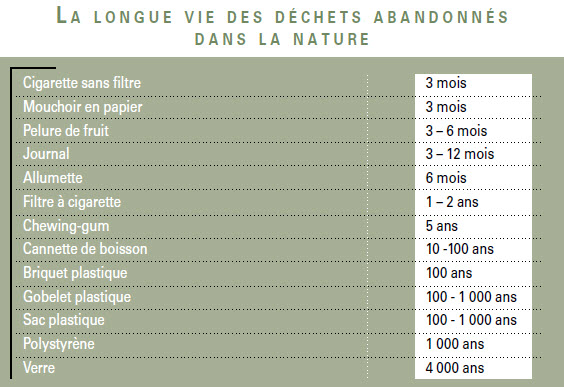 LA LONGUE VIE DES DÉCHETS ABANDONNÉS
DANS LA NATURE
Cigarette sans filtre 3 mois
Mouchoir en papier 3 mois
Pelure de fruit 3 – 6 mois
Journal 3 – 12 mois
Allumette 6 mois
Filtre à cigarette 1 – 2 ans
Chewing-gum 5 ans
Cannette de boisson 10 -100 ans
Briquet plastique 100 ans
Gobelet plastique 100 - 1 000 ans
Sac plastique 100 - 1 000 ans
Polystyrène 1 000 ans
Verre 4 000 ans